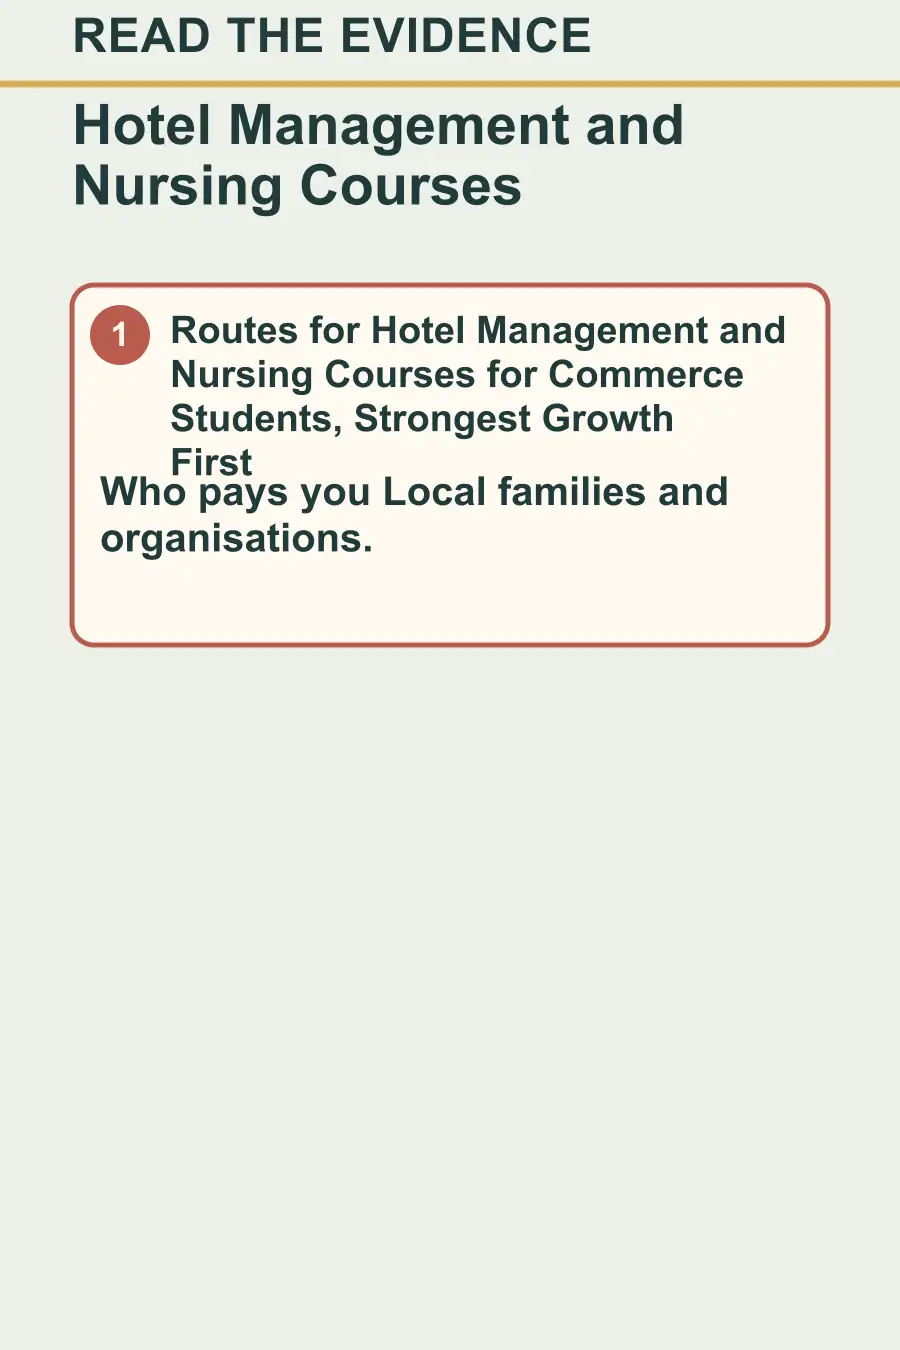 READ THE EVIDENCE
Hotel Management and
Nursing Courses
1
Routes for Hotel Management and
Nursing Courses for Commerce
Students, Strongest Growth
First
Who pays you Local families and
organisations.